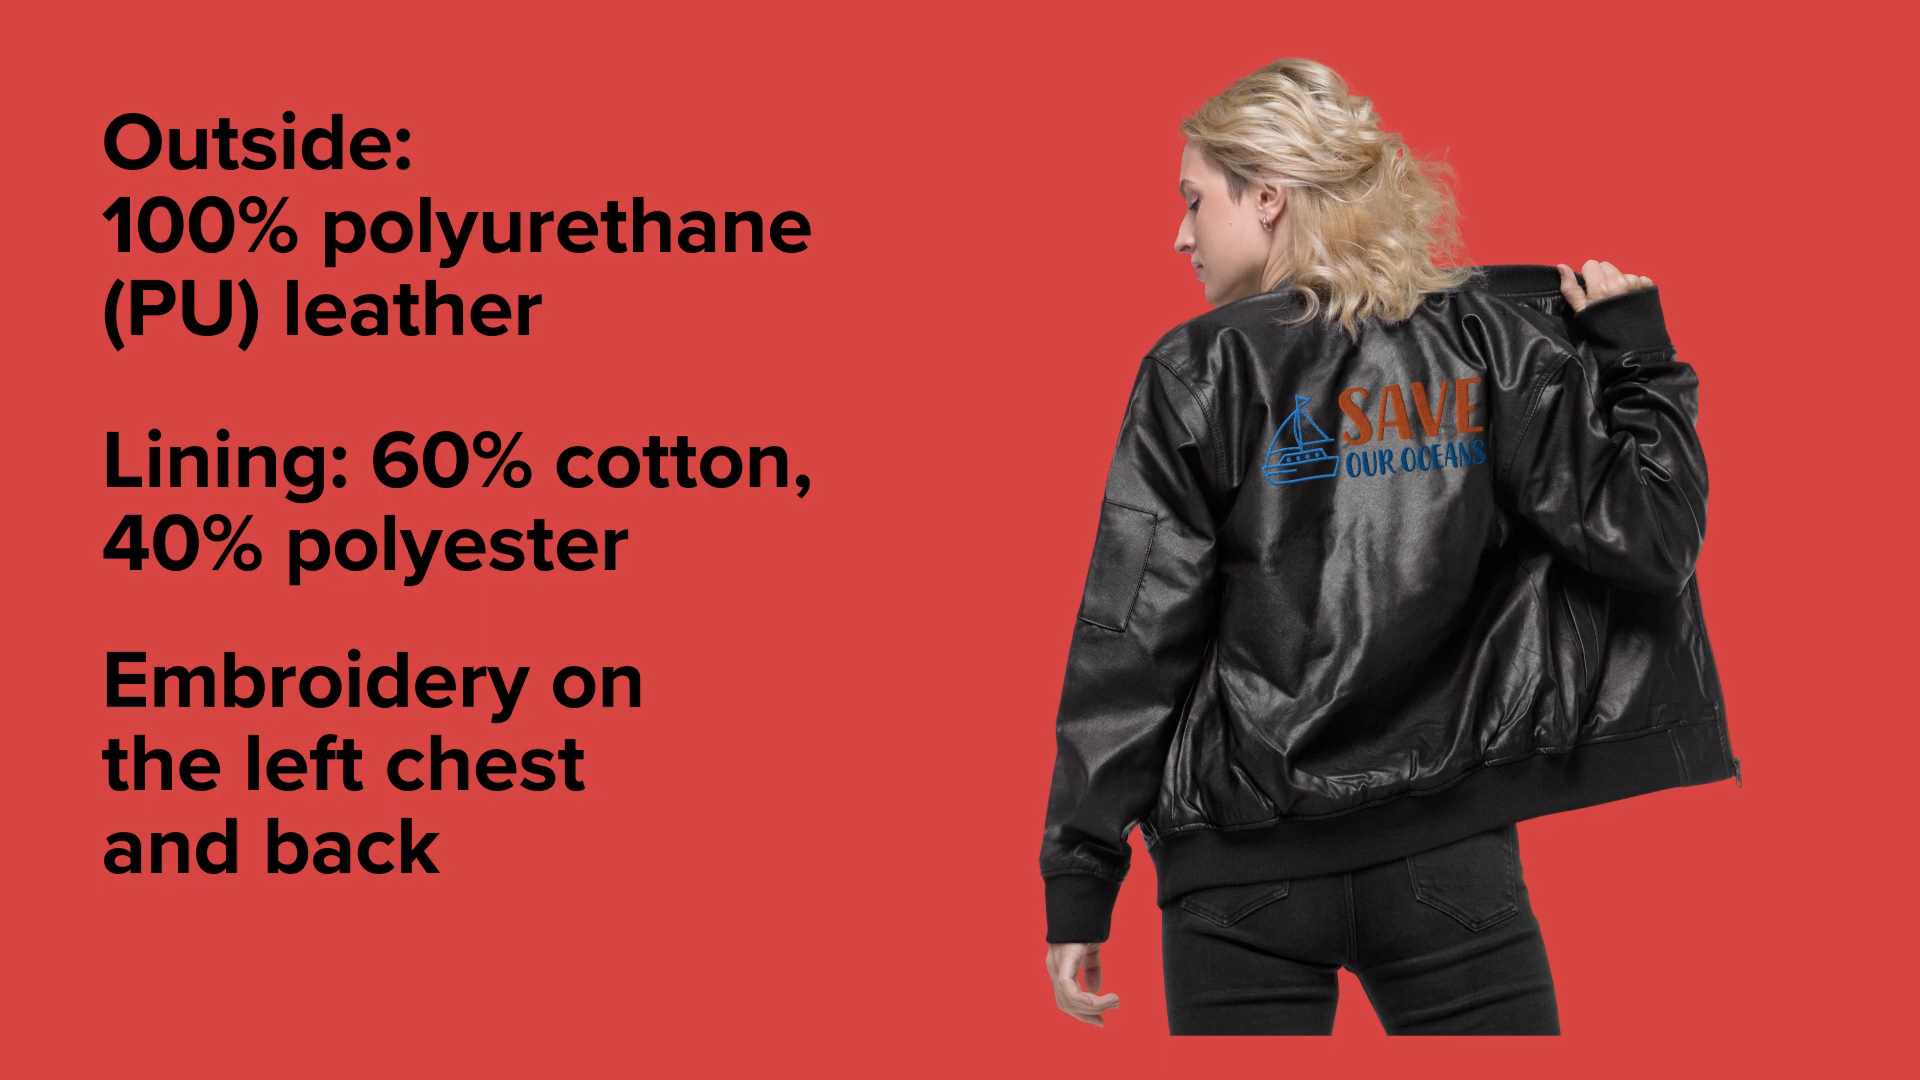 Outside:
100% polyurethane
(PU) leather
Lining: 60% cotton,
40% polyester
Embroidery on
the left chest
and back
SAVE
OUR OCEANS